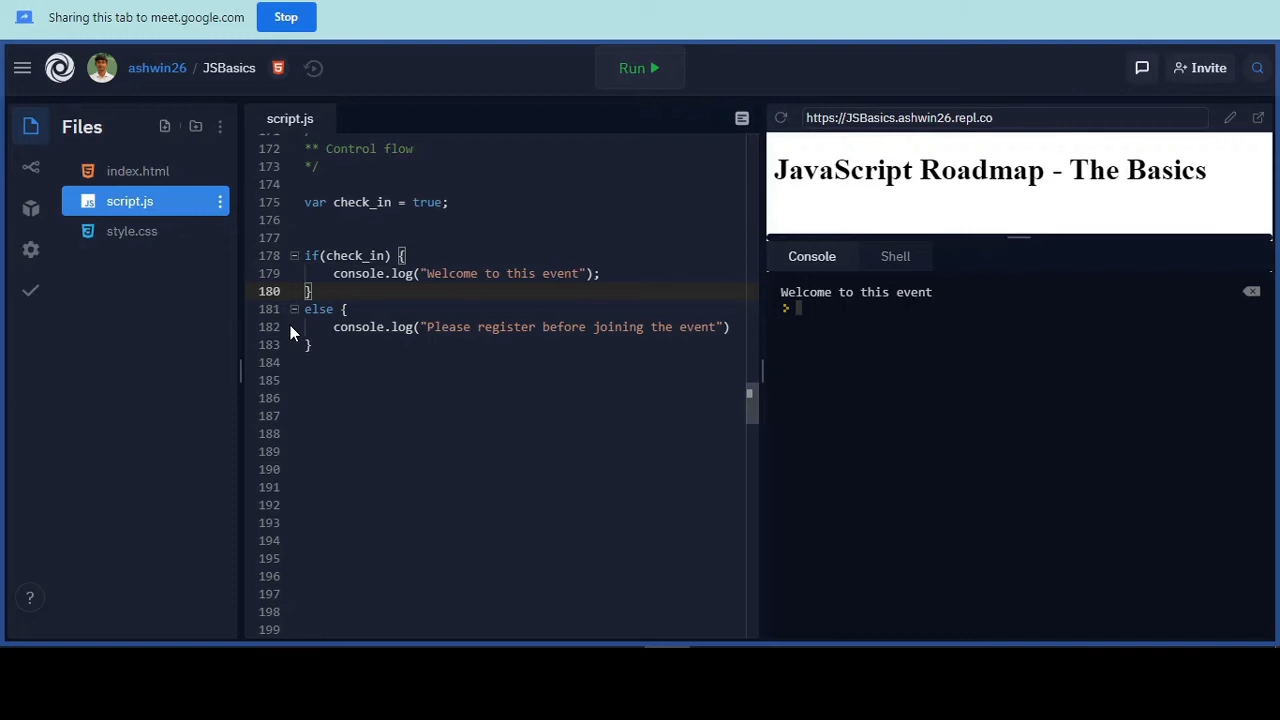 Sharing this tab to meet.google.com Stop
ashwin26 / JSBasics Run Invite
Files script.js https://JSBasics.ashwin26.repl.co
index.html
script.js
style.css
172 ** Control flow
173 */
174
175 var check_in = true;
176
177
178 if(check_in) {
179 console.log("Welcome to this event");
180 }
181 else {
182 console.log("Please register before joining the event")
183 }
184
185
186
187
188
189
190
191
192
193
194
195
196
197
198
199
JavaScript Roadmap - The Basics
Console Shell
Welcome to this event
?